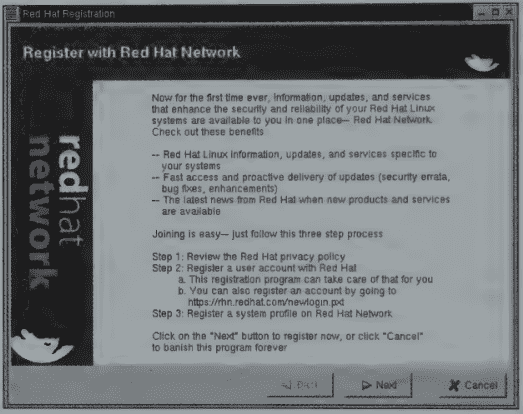 Red Hat Registration
Register with Red Hat Network
redhat
network
Now for the first time ever, information, updates, and services
that enhance the security and reliability of your Red Hat Linux
systems are available to you in one place-- Red Hat Network.
Check out these benefits
-- Red Hat Linux information, updates, and services specific to
your systems
-- Fast access and proactive delivery of updates (security errata,
bug fixes, enhancements)
-- The latest news from Red Hat when new products and services
are available
Joining is easy-- just follow this three step process
Step 1: Review the Red Hat privacy policy
Step 2: Register a user account with Red Hat
a. This registration program can take care of that for you
b. You can also register an account by going to
https://rhn.redhat.com/newlogin.pxt
Step 3: Register a system profile on Red Hat Network
Click on the "Next" button to register now, or click "Cancel"
to banish this program forever
Back
Next
Cancel